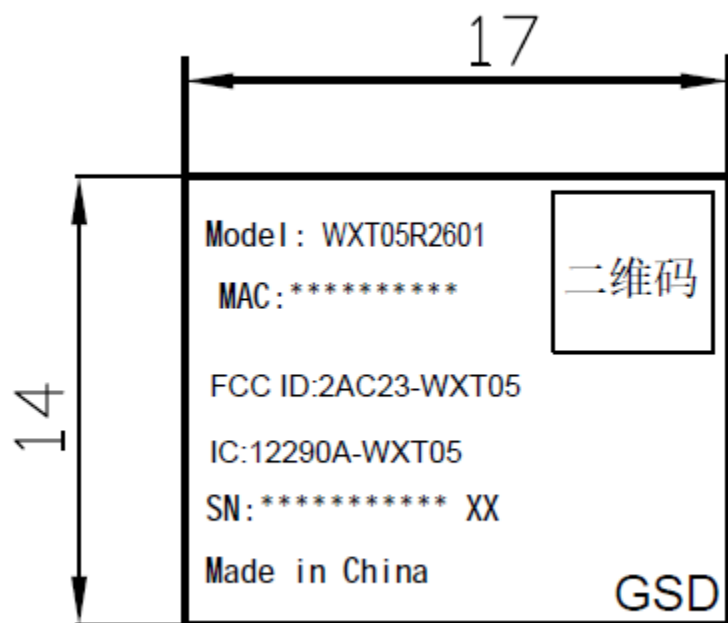 17
14
Model: WXT05R2601
二维码
MAC:**********
FCC ID:2AC23-WXT05
IC:12290A-WXT05
SN:*********** XX
Made in China
GSD